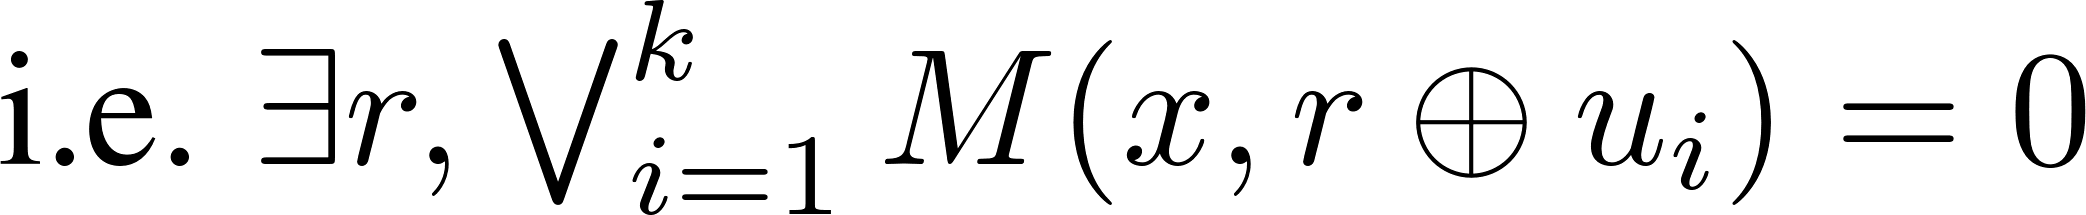 i.e. ∃r, ⋁_{i=1}^{k} M(x, r ⊕ u_i) = 0